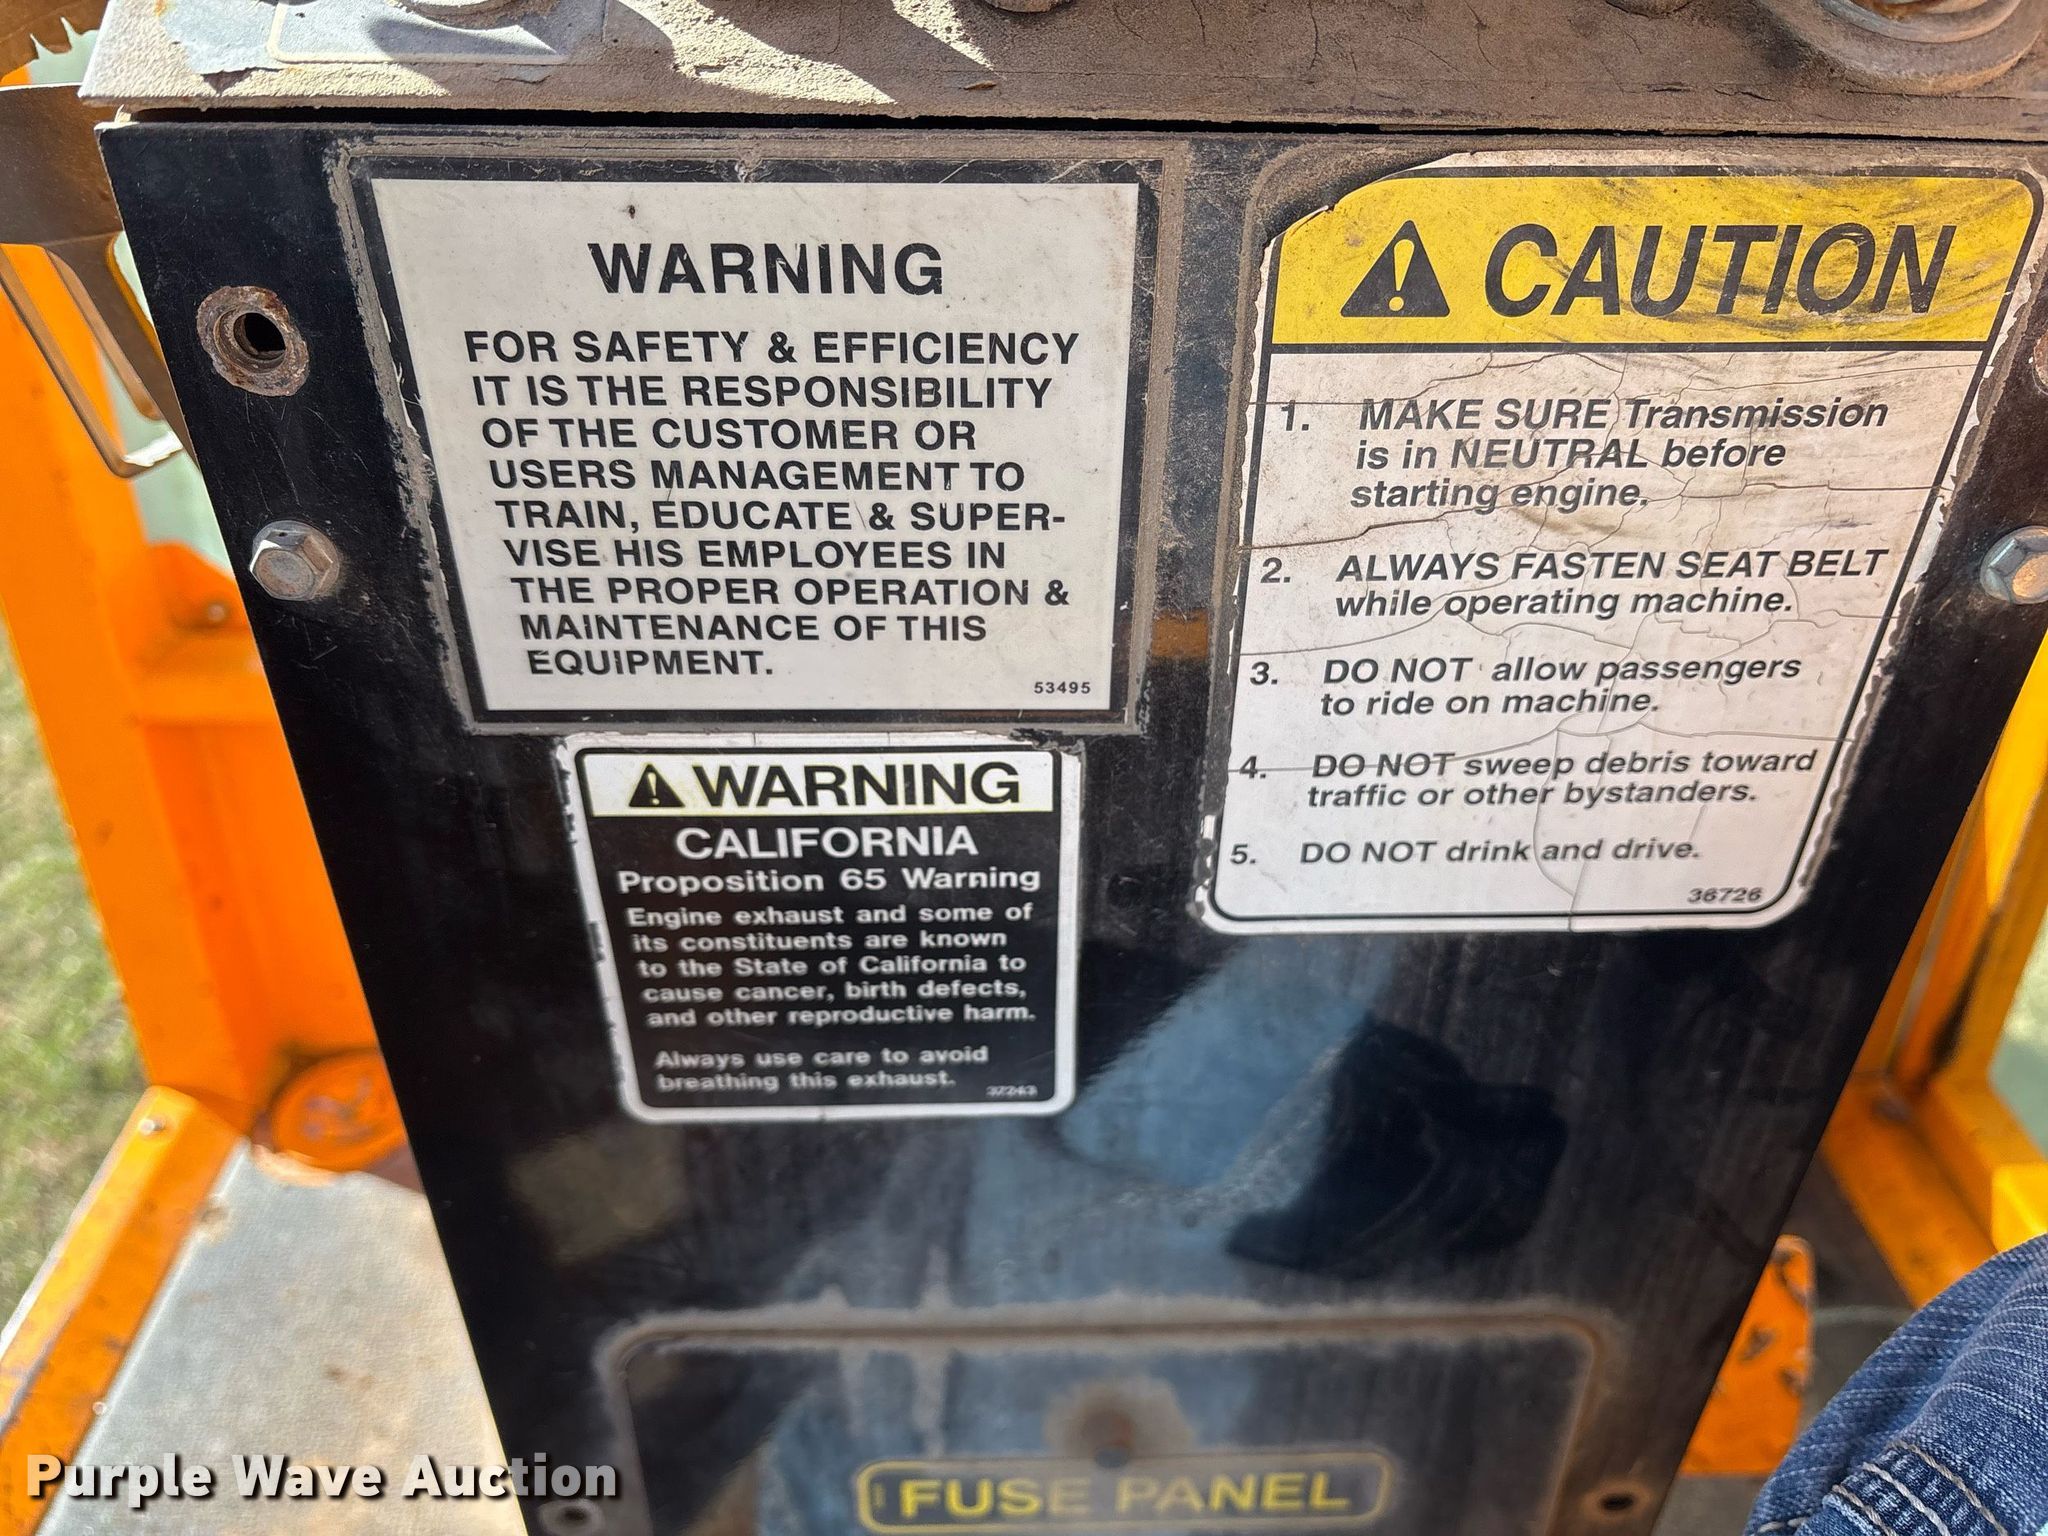 WARNING
FOR SAFETY & EFFICIENCY
IT IS THE RESPONSIBILITY
OF THE CUSTOMER OR
USERS MANAGEMENT TO
TRAIN, EDUCATE & SUPER-
VISE HIS EMPLOYEES IN
THE PROPER OPERATION &
MAINTENANCE OF THIS
EQUIPMENT.
53495
WARNING
CALIFORNIA
Proposition 65 Warning
Engine exhaust and some of
its constituents are known
to the State of California to
cause cancer, birth defects,
and other reproductive harm.
Always use care to avoid
breathing this exhaust.
37243
CAUTION
1. MAKE SURE Transmission
is in NEUTRAL before
starting engine.
2. ALWAYS FASTEN SEAT BELT
while operating machine.
3. DO NOT allow passengers
to ride on machine.
4. DO NOT sweep debris toward
traffic or other bystanders.
5. DO NOT drink and drive.
36726
FUSE PANEL
Purple Wave Auction